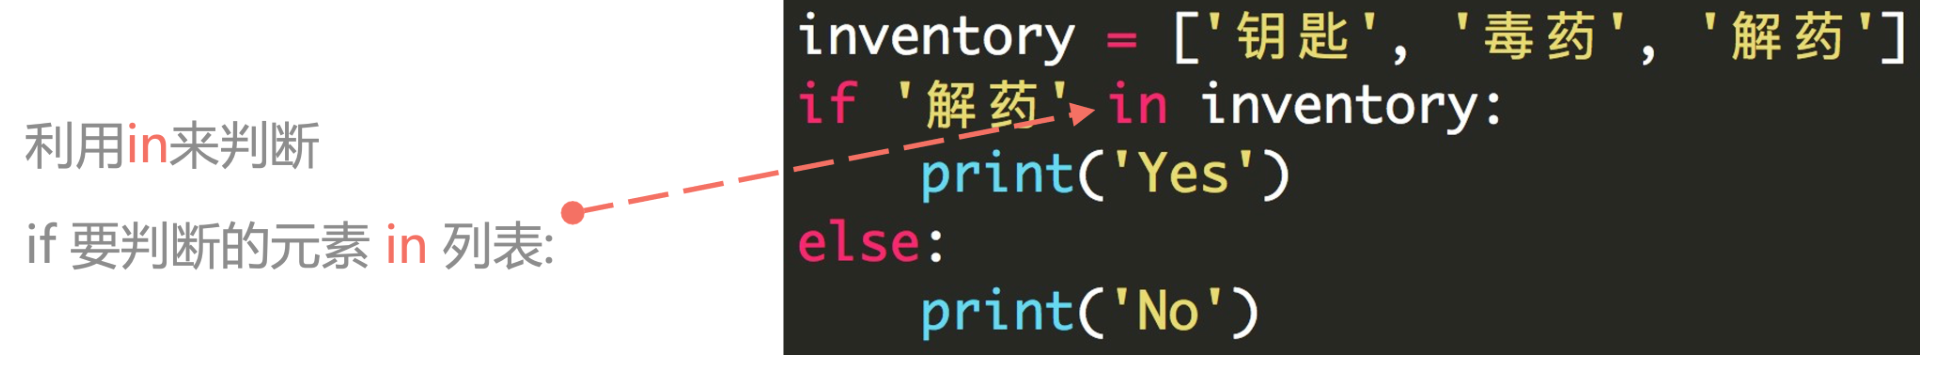 利用in来判断
if 要判断的元素 in 列表:
inventory = ['钥匙', '毒药', '解药']
if '解药' in inventory:
    print('Yes')
else:
    print('No')